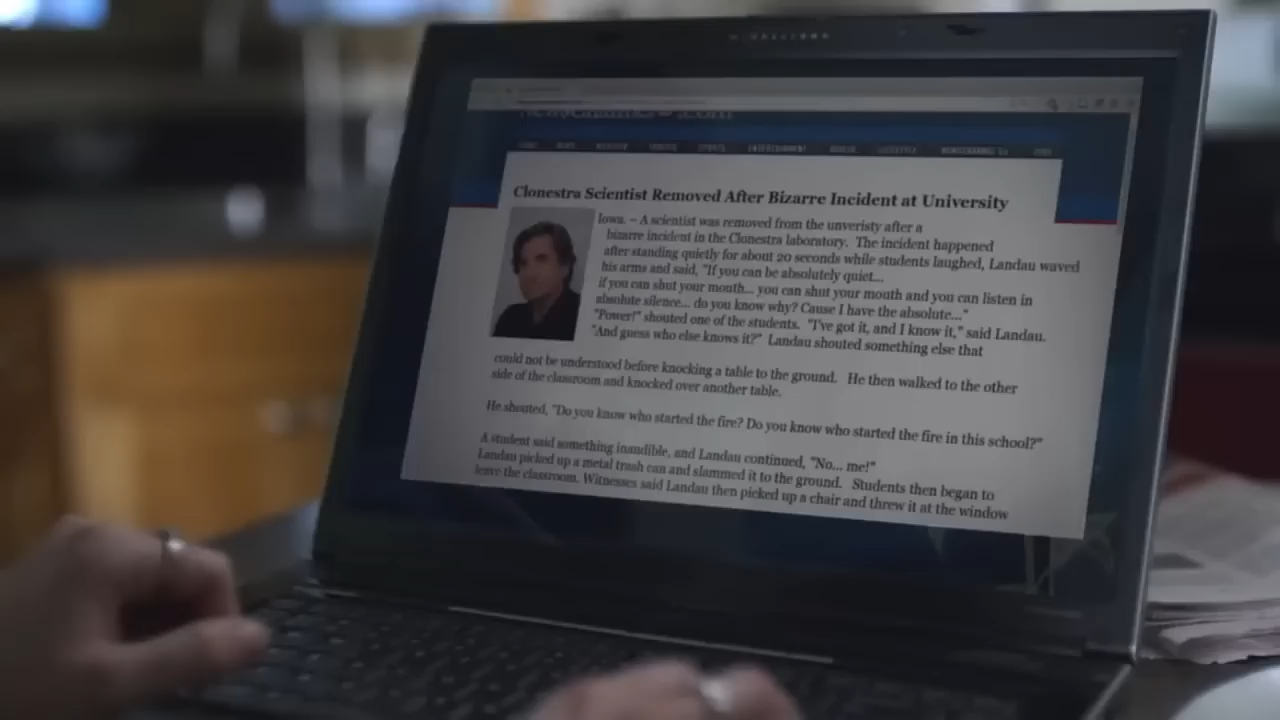 ENTERTAINMENT
Clonestra Scientist Removed After Bizarre Incident at University
Iowa. – A scientist was removed from the unveristy after a
bizarre incident in the Clonestra laboratory. The incident happened
after standing quietly for about 20 seconds while students laughed, Landau waved
his arms and said, "If you can be absolutely quiet...
if you can shut your mouth... you can shut your mouth and you can listen in
absolute silence... do you know why? Cause I have the absolute..."
"Power!" shouted one of the students. "I've got it, and I know it," said Landau.
"And guess who else knows it?" Landau shouted something else that
could not be understood before knocking a table to the ground. He then walked to the other
side of the classroom and knocked over another table.
He shouted, "Do you know who started the fire? Do you know who started the fire in this school?"
A student said something inaudible, and Landau continued, "No... me!"
Landau picked up a metal trash can and slammed it to the ground. Students then began to
leave the classroom. Witnesses said Landau then picked up a chair and threw it at the window